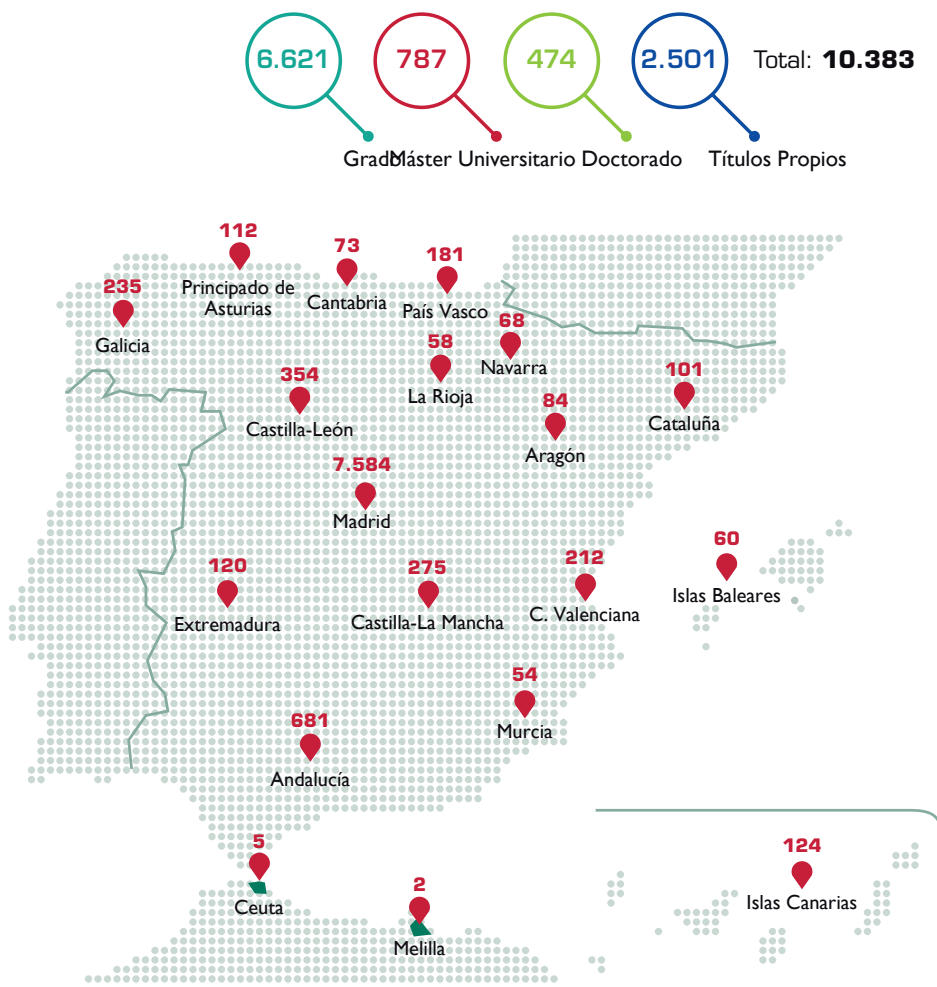 6.621
787
474
2.501
Total: 10.383
Grado
Máster Universitario
Doctorado
Títulos Propios
112
Principado de
Asturias
73
Cantabria
181
País Vasco
235
Galicia
68
Navarra
58
La Rioja
354
Castilla-León
101
Cataluña
84
Aragón
7.584
Madrid
60
Islas Baleares
120
Extremadura
275
Castilla-La Mancha
212
C. Valenciana
54
Murcia
681
Andalucía
5
Ceuta
2
Melilla
124
Islas Canarias